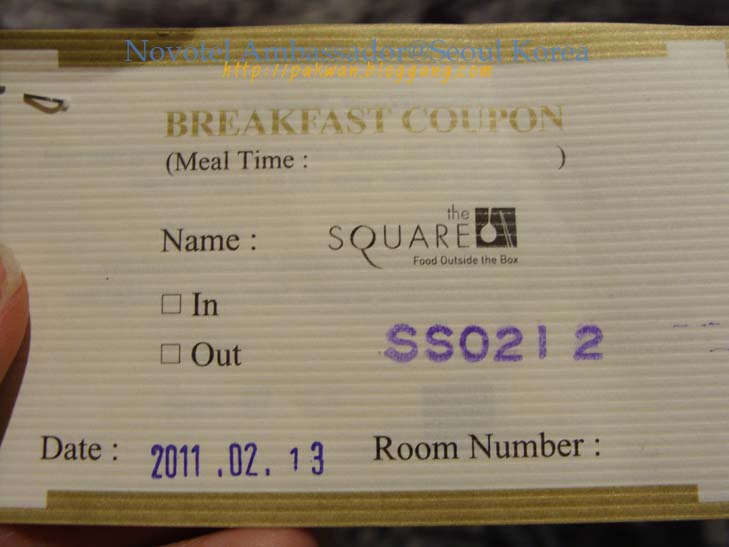 Novotel Ambassador@Seoul Korea
http://pakwan.bloggang.com
BREAKFAST COUPON
(Meal Time : )
Name : the SQUARE
Food Outside the Box
□ In
□ Out
SS0212
Date : 2011.02.13 Room Number :